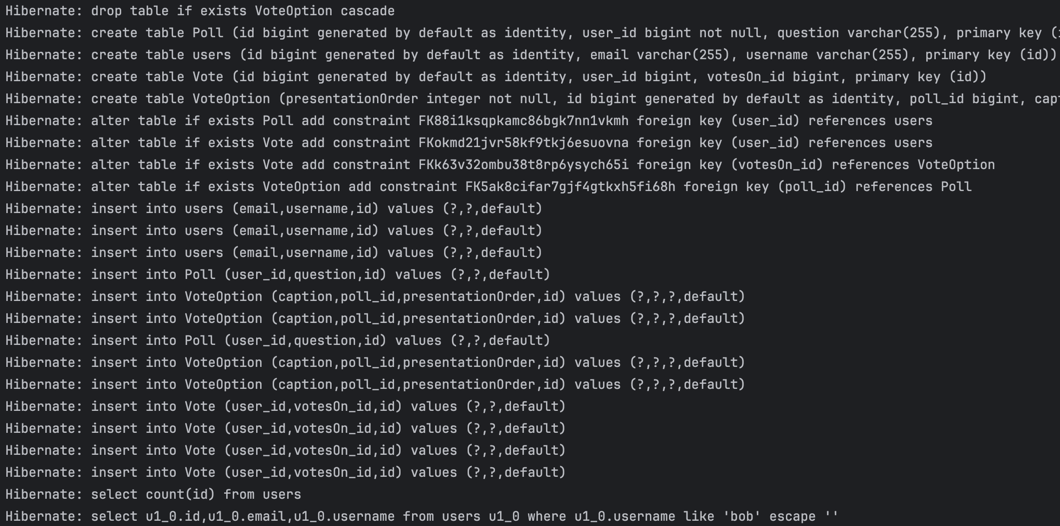 Hibernate: drop table if exists VoteOption cascade
Hibernate: create table Poll (id bigint generated by default as identity, user_id bigint not null, question varchar(255), primary key (
Hibernate: create table users (id bigint generated by default as identity, email varchar(255), username varchar(255), primary key (id))
Hibernate: create table Vote (id bigint generated by default as identity, user_id bigint, votesOn_id bigint, primary key (id))
Hibernate: create table VoteOption (presentationOrder integer not null, id bigint generated by default as identity, poll_id bigint, cap
Hibernate: alter table if exists Poll add constraint FK88i1ksqpkamc86bgk7nn1vkmh foreign key (user_id) references users
Hibernate: alter table if exists Vote add constraint FKokmd21jvr58kf9tkj6esuovna foreign key (user_id) references users
Hibernate: alter table if exists Vote add constraint FKk63v32ombu38t8rp6ysych65i foreign key (votesOn_id) references VoteOption
Hibernate: alter table if exists VoteOption add constraint FK5ak8cifar7gjf4gtkxh5fi68h foreign key (poll_id) references Poll
Hibernate: insert into users (email,username,id) values (?,?,default)
Hibernate: insert into users (email,username,id) values (?,?,default)
Hibernate: insert into users (email,username,id) values (?,?,default)
Hibernate: insert into Poll (user_id,question,id) values (?,?,default)
Hibernate: insert into VoteOption (caption,poll_id,presentationOrder,id) values (?,?,?,default)
Hibernate: insert into VoteOption (caption,poll_id,presentationOrder,id) values (?,?,?,default)
Hibernate: insert into Poll (user_id,question,id) values (?,?,default)
Hibernate: insert into VoteOption (caption,poll_id,presentationOrder,id) values (?,?,?,default)
Hibernate: insert into VoteOption (caption,poll_id,presentationOrder,id) values (?,?,?,default)
Hibernate: insert into Vote (user_id,votesOn_id,id) values (?,?,default)
Hibernate: insert into Vote (user_id,votesOn_id,id) values (?,?,default)
Hibernate: insert into Vote (user_id,votesOn_id,id) values (?,?,default)
Hibernate: insert into Vote (user_id,votesOn_id,id) values (?,?,default)
Hibernate: select count(id) from users
Hibernate: select u1_0.id,u1_0.email,u1_0.username from users u1_0 where u1_0.username like 'bob' escape ''